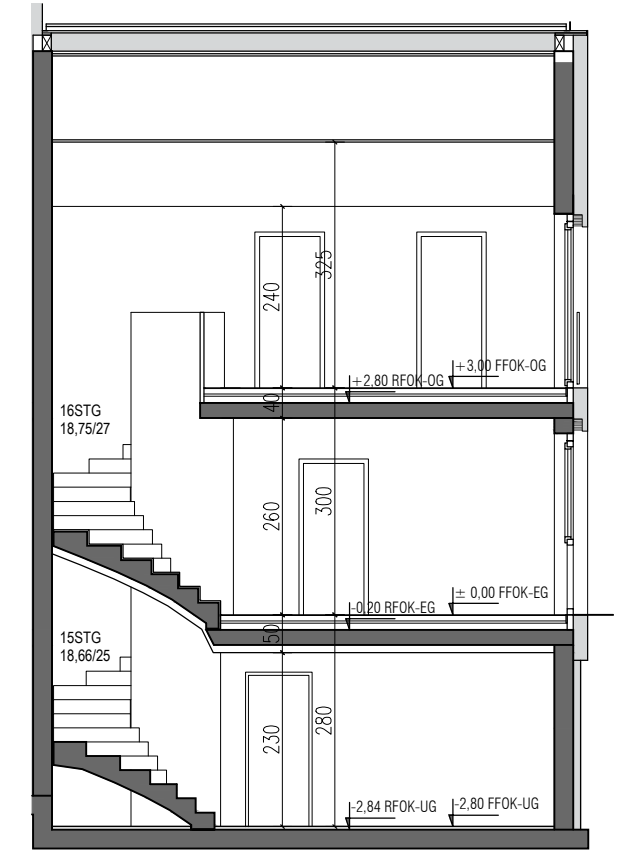 325
240
+3,00 FFOK-OG
+2,80 RFOK-OG
40
16STG
18,75/27
260
300
± 0,00 FFOK-EG
-0,20 RFOK-EG
50
15STG
18,66/25
230
280
-2,84 RFOK-UG
-2,80 FFOK-UG